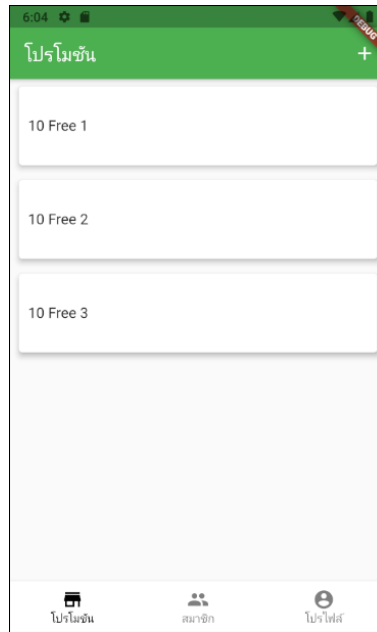 6:04
DEBUG
โปรโมชัน
+
10 Free 1
10 Free 2
10 Free 3
โปรโมชัน
สมาชิก
โปรไฟล์